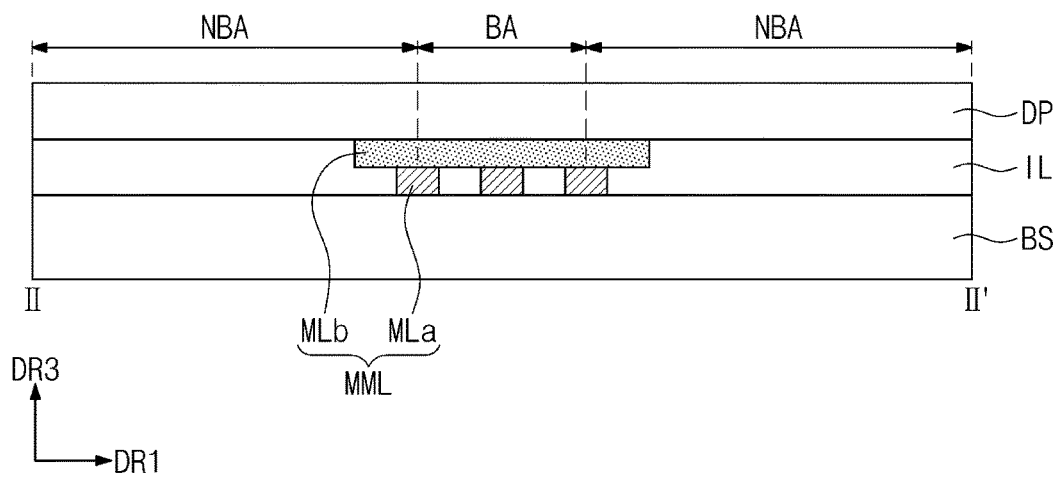 NBA BA NBA
DP
IL
BS
II II'
MLb MLa
MML
DR3
DR1